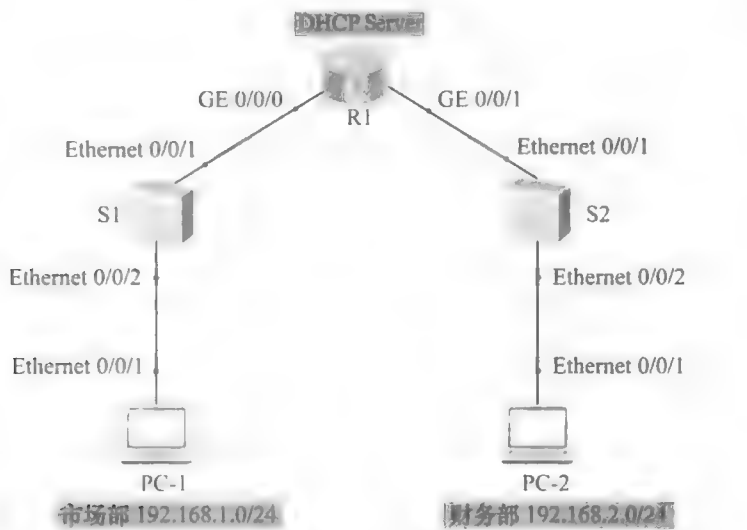 DHCP Server
GE 0/0/0
GE 0/0/1
R1
Ethernet 0/0/1
Ethernet 0/0/1
S1
S2
Ethernet 0/0/2
Ethernet 0/0/2
Ethernet 0/0/1
Ethernet 0/0/1
PC-1
PC-2
市场部 192.168.1.0/24
财务部 192.168.2.0/24